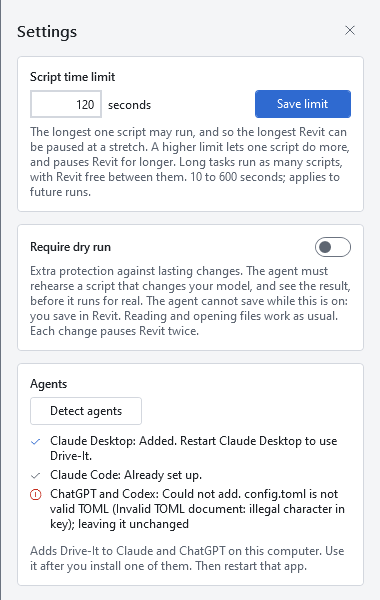 Settings
Script time limit
120 seconds Save limit
The longest one script may run, and so the longest Revit can
be paused at a stretch. A higher limit lets one script do more,
and pauses Revit for longer. Long tasks run as many scripts,
with Revit free between them. 10 to 600 seconds; applies to
future runs.
Require dry run
Extra protection against lasting changes. The agent must
rehearse a script that changes your model, and see the result,
before it runs for real. The agent cannot save while this is on:
you save in Revit. Reading and opening files work as usual.
Each change pauses Revit twice.
Agents
Detect agents
Claude Desktop: Added. Restart Claude Desktop to use
Drive-It.
Claude Code: Already set up.
ChatGPT and Codex: Could not add. config.toml is not
valid TOML (Invalid TOML document: illegal character in
key); leaving it unchanged
Adds Drive-It to Claude and ChatGPT on this computer. Use
it after you install one of them. Then restart that app.